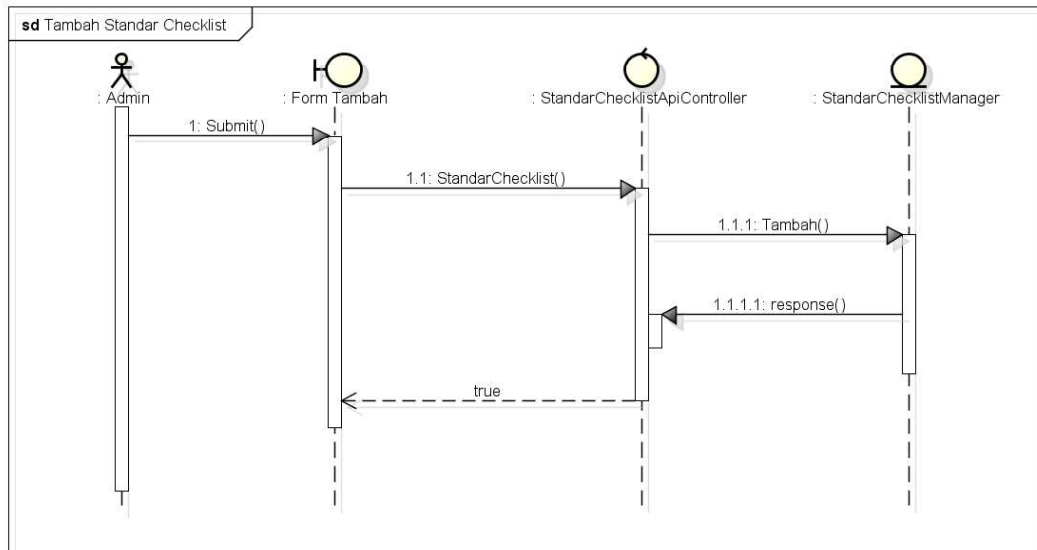 sd Tambah Standar Checklist
: Admin
: Form Tambah
: StandarChecklistApiController
: StandarChecklistManager
1: Submit()
1.1: StandarChecklist()
1.1.1: Tambah()
1.1.1.1: response()
true